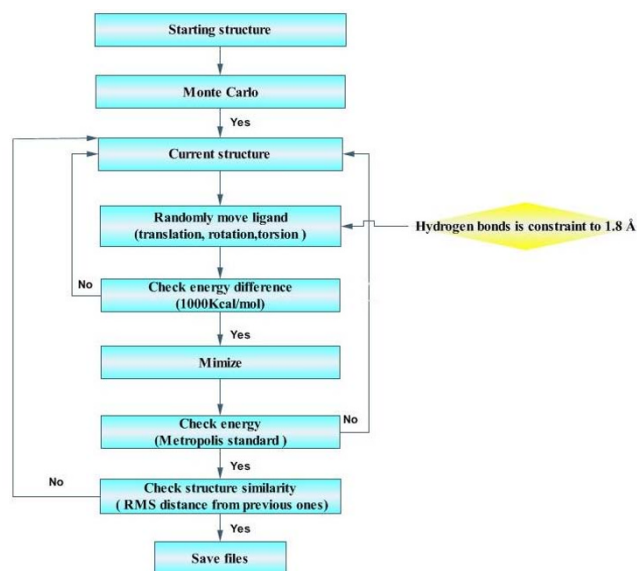 Starting structure
Monte Carlo
Yes
Current structure
Randomly move ligand
(translation, rotation,torsion )
Hydrogen bonds is constraint to 1.8 Å
No
Check energy difference
(1000Kcal/mol)
Yes
Mimize
Check energy
(Metropolis standard )
No
Yes
No
Check structure similarity
( RMS distance from previous ones)
Yes
Save files